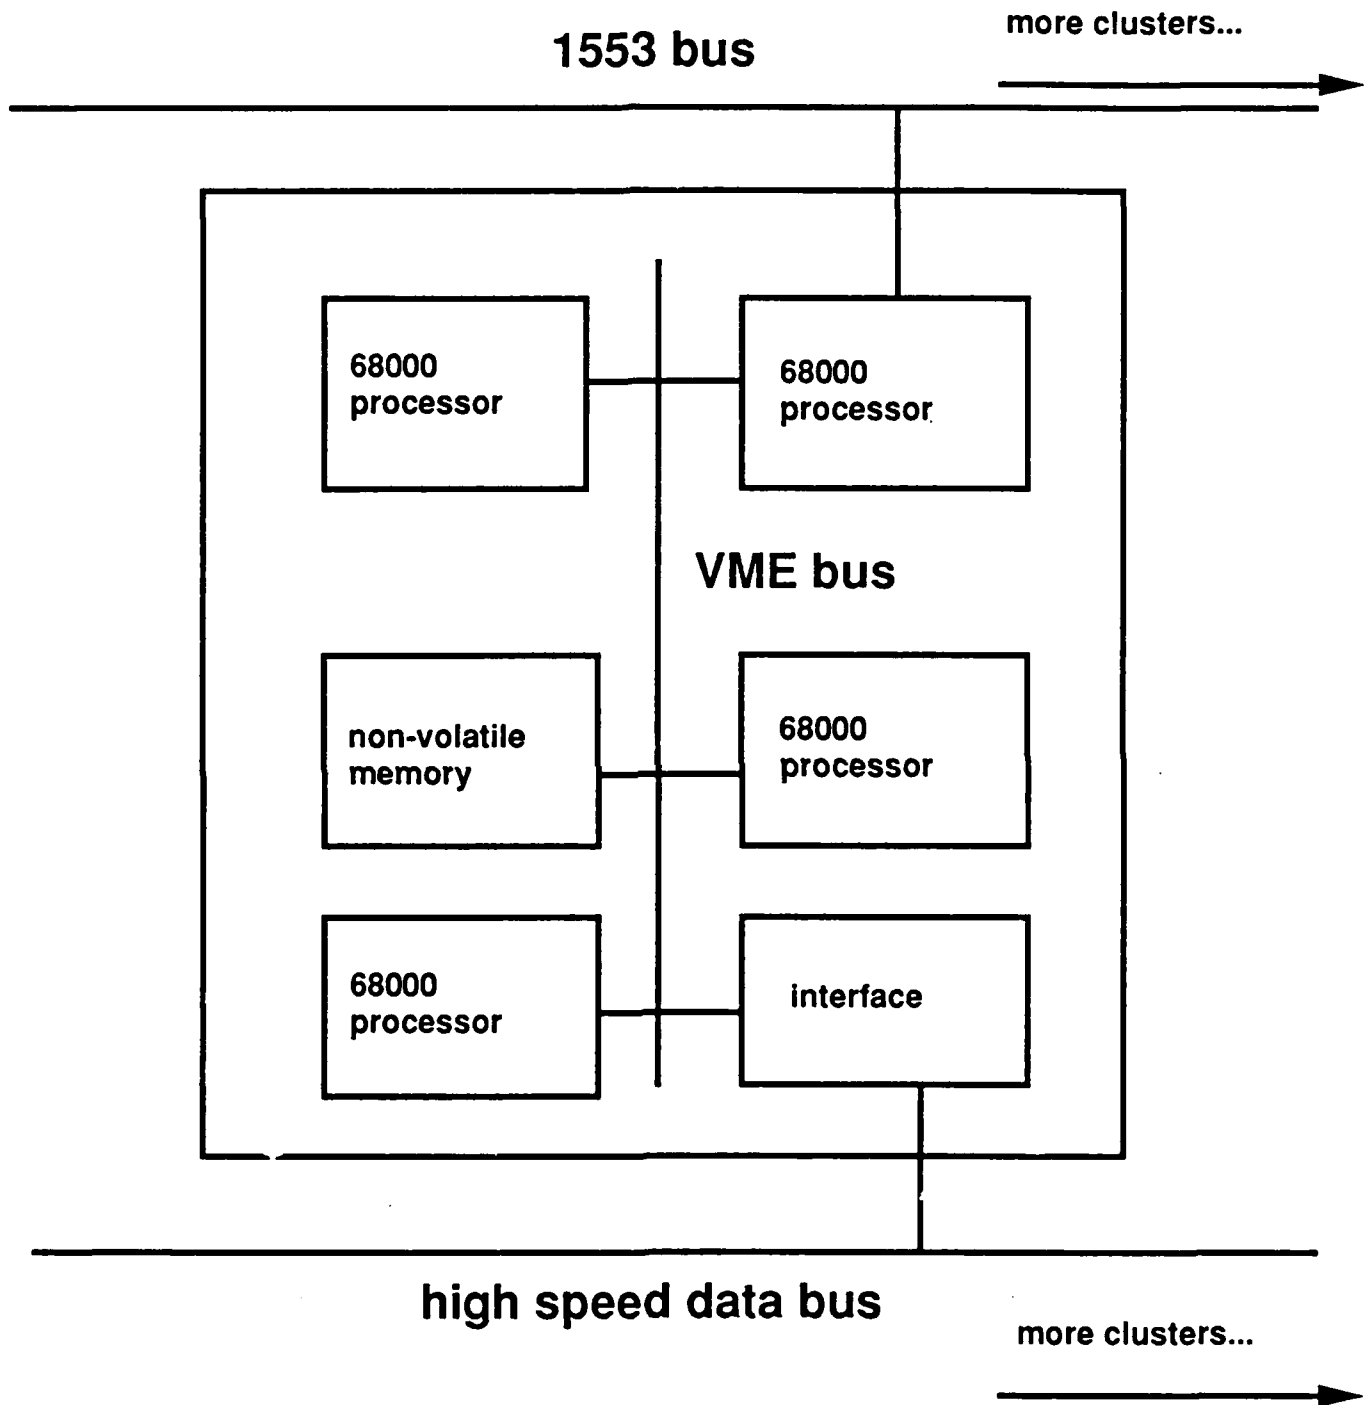 more clusters...
1553 bus
68000
processor
68000
processor
VME bus
non-volatile
memory
68000
processor
68000
processor
interface
high speed data bus
more clusters...